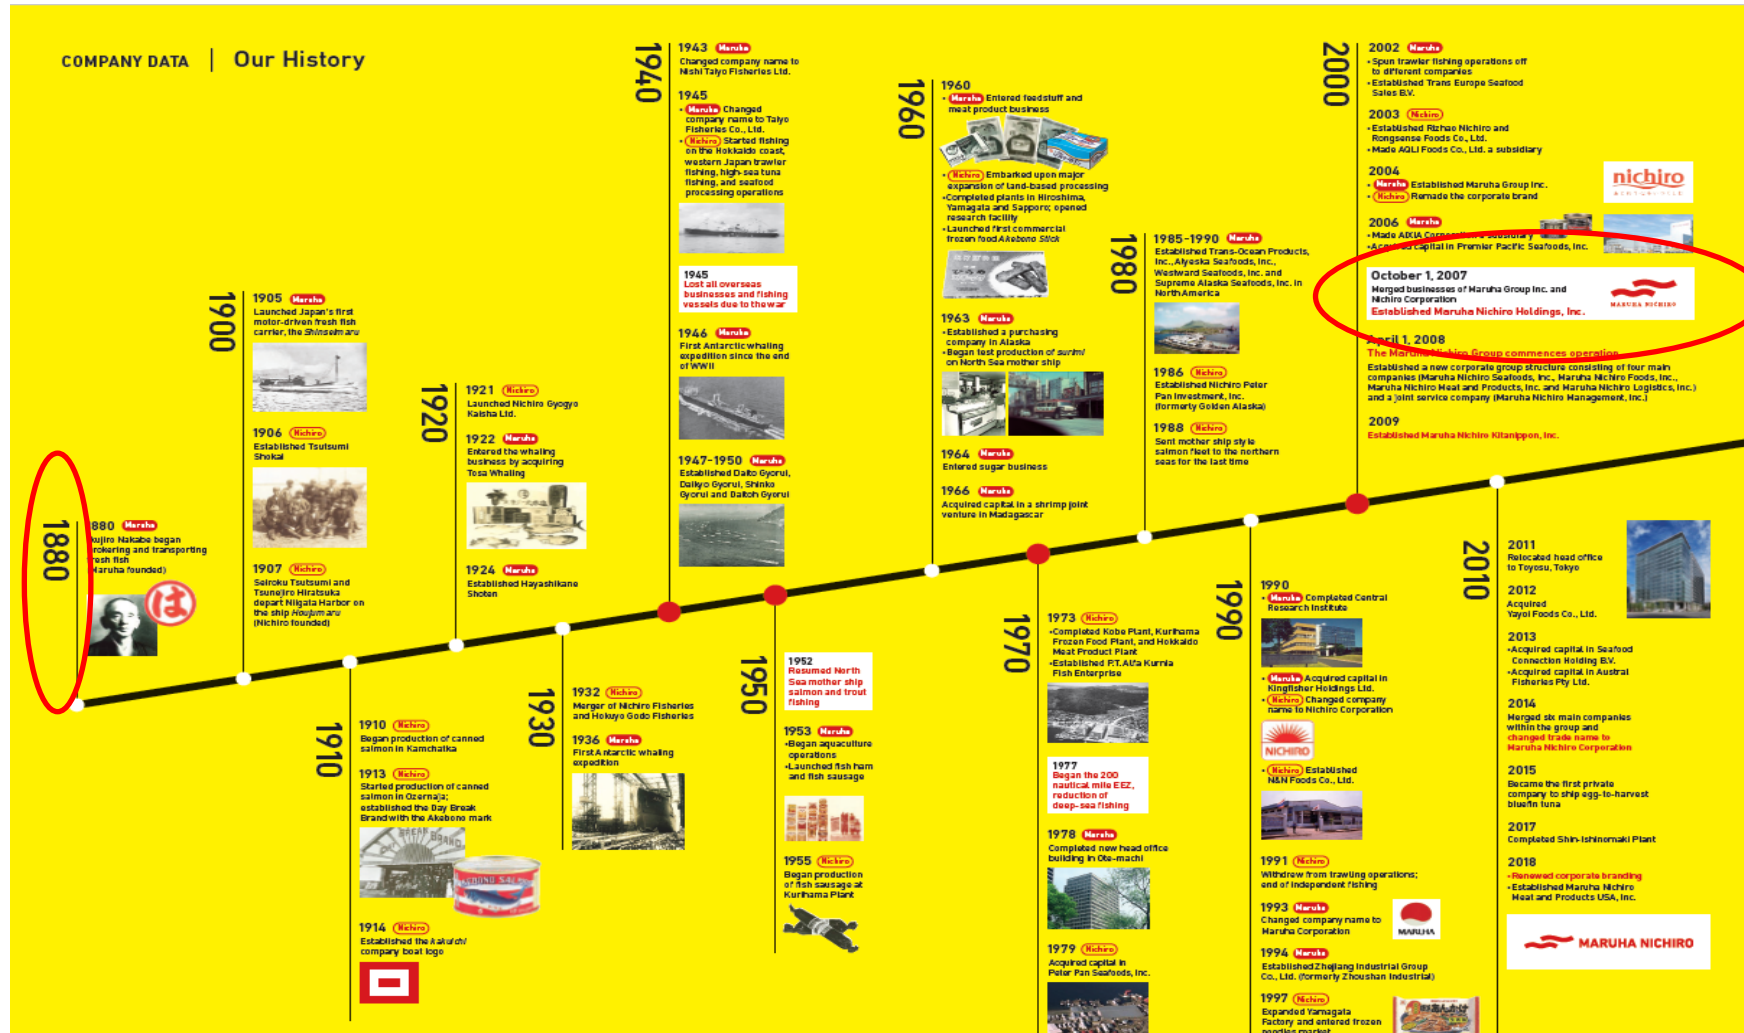 COMPANY DATA | Our History
1880
1880 Maruha
Ikujiro Nakabe began
brokering and transporting
fresh fish
(Maruha founded)
は
1900
1905 Maruha
Launched Japan's first
motor-driven fresh fish
carrier, the Shinseimaru
1906 Nichiro
Established Tsutsumi
Shokai
1907 Nichiro
Seiroku Tsutsumi and
Tsunejiro Hiratsuka
depart Niigata Harbor on
the ship Houjumaru
(Nichiro founded)
1910
1910 Nichiro
Began production of canned
salmon in Kamchatka
1913 Nichiro
Started production of canned
salmon in Ozernaja;
established the Day Break
Brand with the Akebono mark
1914 Nichiro
Established the kakuichi
company boat logo
1920
1921 Nichiro
Launched Nichiro Gyogyo
Kaisha Ltd.
1922 Maruha
Entered the whaling
business by acquiring
Tosa Whaling
1924 Maruha
Established Hayashikane
Shoten
1930
1932 Nichiro
Merger of Nichiro Fisheries
and Hokuyo Godo Fisheries
1936 Maruha
First Antarctic whaling
expedition
1940
1943 Maruha
Changed company name to
Nishi Taiyo Fisheries Ltd.
1945
• Maruha Changed
company name to Taiyo
Fisheries Co., Ltd.
• Nichiro Started fishing
on the Hokkaido coast,
western Japan trawler
fishing, high-sea tuna
fishing, and seafood
processing operations
1945
Lost all overseas
businesses and fishing
vessels due to the war
1946 Maruha
First Antarctic whaling
expedition since the end
of WWII
1947-1950 Maruha
Established Daito Gyorui,
Daikyo Gyorui, Shinko
Gyorui and Daitoh Gyorui
1950
1952
Resumed North
Sea mother ship
salmon and trout
fishing
1953 Maruha
•Began aquaculture
operations
•Launched fish ham
and fish sausage
1955 Nichiro
Began production
of fish sausage at
Kurihama Plant
1960
1960
• Maruha Entered feedstuff and
meat product business
• Nichiro Embarked upon major
expansion of land-based processing
•Completed plants in Hiroshima,
Yamagata and Sapporo; opened
research facility
•Launched first commercial
frozen food Akebono Stick
1963 Maruha
•Established a purchasing
company in Alaska
•Began test production of surimi
on North Sea mother ship
1964 Maruha
Entered sugar business
1966 Maruha
Acquired capital in a shrimp joint
venture in Madagascar
1970
1973 Nichiro
•Completed Kobe Plant, Kurihama
Frozen Food Plant, and Hokkaido
Meat Product Plant
•Established P.T. Alfa Kurnia
Fish Enterprise
1977
Began the 200
nautical mile EEZ,
reduction of
deep-sea fishing
1978 Maruha
Completed new head office
building in Ote-machi
1979 Nichiro
Acquired capital in
Peter Pan Seafoods, Inc.
1980
1985-1990 Maruha
Established Trans-Ocean Products,
Inc., Alyeska Seafoods, Inc.,
Westward Seafoods, Inc. and
Supreme Alaska Seafoods, Inc. in
North America
1986 Nichiro
Established Nichiro Peter
Pan Investment, Inc.
(formerly Golden Alaska)
1988 Nichiro
Sent mother ship style
salmon fleet to the northern
seas for the last time
1990
1990
• Maruha Completed Central
Research Institute
• Maruha Acquired capital in
Kingfisher Holdings Ltd.
• Nichiro Changed company
name to Nichiro Corporation
NICHIRO
• Nichiro Established
N&N Foods Co., Ltd.
1991 Nichiro
Withdrew from trawling operations;
end of independent fishing
1993 Maruha
Changed company name to
Maruha Corporation
MARUHA
1994 Maruha
Established Zhejiang Industrial Group
Co., Ltd. (formerly Zhoushan Industrial)
1997 Nichiro
Expanded Yamagata
Factory and entered frozen
noodles market
2000
2002 Maruha
•Spun trawler fishing operations off
to different companies
•Established Trans Europe Seafood
Sales B.V.
2003 Nichiro
•Established Rizhao Nichiro and
Rongsense Foods Co., Ltd.
•Made AQLI Foods Co., Ltd. a subsidiary
2004
• Maruha Established Maruha Group Inc.
• Nichiro Remade the corporate brand
nichiro
2006 Maruha
•Made AIXIA Corporation a subsidiary
•Acquired capital in Premier Pacific Seafoods, Inc.
October 1, 2007
Merged businesses of Maruha Group Inc. and
Nichiro Corporation
Established Maruha Nichiro Holdings, Inc.
MARUHA NICHIRO
April 1, 2008
The Maruha Nichiro Group commences operation
Established a new corporate group structure consisting of four main
companies (Maruha Nichiro Seafoods, Inc., Maruha Nichiro Foods, Inc.,
Maruha Nichiro Meat and Products, Inc. and Maruha Nichiro Logistics, Inc.)
and a joint service company (Maruha Nichiro Management, Inc.)
2009
Established Maruha Nichiro Kitanippon, Inc.
2010
2011
Relocated head office
to Toyosu, Tokyo
2012
Acquired
Yayoi Foods Co., Ltd.
2013
•Acquired capital in Seafood
Connection Holding B.V.
•Acquired capital in Austral
Fisheries Pty Ltd.
2014
Merged six main companies
within the group and
changed trade name to
Maruha Nichiro Corporation
2015
Became the first private
company to ship egg-to-harvest
bluefin tuna
2017
Completed Shin-Ishinomaki Plant
2018
•Renewed corporate branding
•Established Maruha Nichiro
Meat and Products USA, Inc.
MARUHA NICHIRO